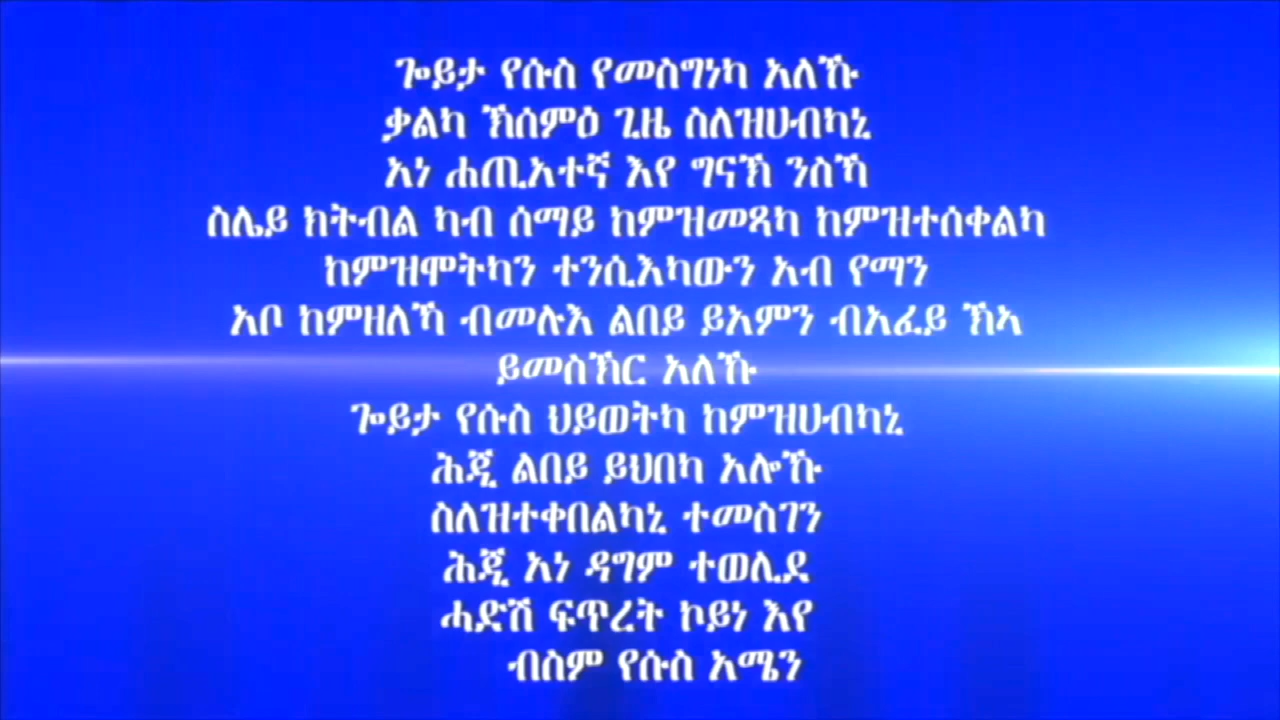 ጐይታ የሱስ የመስግነካ አለኹ
ቃልካ ኽሰምዕ ጊዜ ስለዝሀብካኒ
አነ ሐጢአተኛ እየ ግናኽ ንስኻ
ስሌይ ክትብል ካብ ሰማይ ከምዝመጻካ ከምዝተሰቀልካ
ከምዝሞትካን ተንሲእካውን አብ የማን
አቦ ከምዘለኻ ብመሉእ ልበይ ይአምን ብአፈይ ኽኣ
ይመስኽር አለኹ
ጐይታ የሱስ ህይወትካ ከምዝሀብካኒ
ሕጂ ልበይ ይህበካ አሎኹ
ስለዝተቀበልካኒ ተመስገን
ሕጂ አነ ዳግም ተወሊደ
ሓድሽ ፍጥረት ኮይነ እየ
ብስም የሱስ አሜን